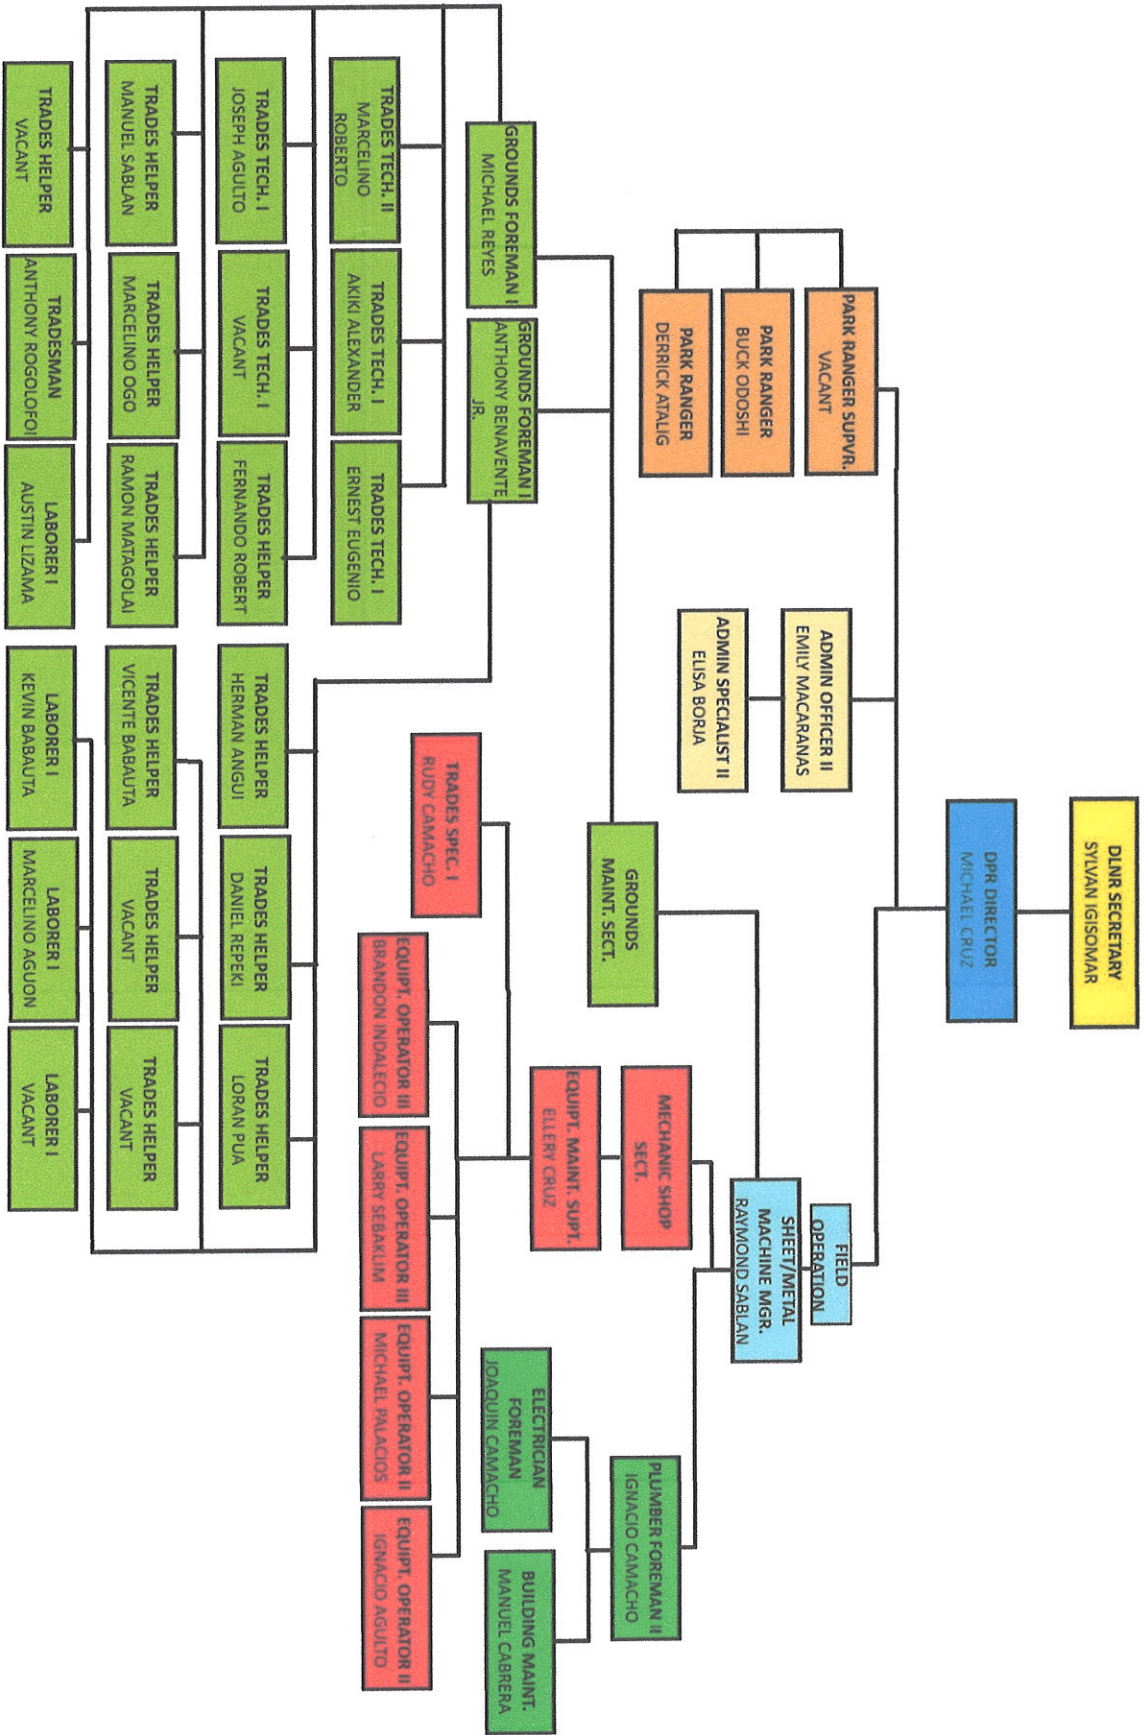 DLNR SECRETARY
SYLVAN IGISOMAR
DPR DIRECTOR
MICHAEL CRUZ
PARK RANGER SUPVR.
VACANT
PARK RANGER
BUCK ODOSHI
PARK RANGER
DERRICK ATALIG
ADMIN OFFICER II
EMILY MACARANAS
ADMIN SPECIALIST II
ELISA BORJA
FIELD
OPERATION
SHEET/METAL
MACHINE MGR.
RAYMOND SABLAN
GROUNDS
MAINT. SECT.
MECHANIC SHOP
SECT.
EQUIPT. MAINT. SUPT.
ELLERY CRUZ
PLUMBER FOREMAN II
IGNACIO CAMACHO
ELECTRICIAN
FOREMAN
JOAQUIN CAMACHO
BUILDING MAINT.
MANUEL CABRERA
TRADES SPEC. I
RUDY CAMACHO
EQUIPT. OPERATOR III
BRANDON INDALECIO
EQUIPT. OPERATOR III
LARRY SEBAKLIM
EQUIPT. OPERATOR II
MICHAEL PALACIOS
EQUIPT. OPERATOR II
IGNACIO AGULTO
GROUNDS FOREMAN I
MICHAEL REYES
GROUNDS FOREMAN I
ANTHONY BENAVENTE
JR.
TRADES TECH. II
MARCELINO
ROBERTO
TRADES TECH. I
AKIKI ALEXANDER
TRADES TECH. I
ERNEST EUGENIO
TRADES TECH. I
JOSEPH AGULTO
TRADES TECH. I
VACANT
TRADES HELPER
FERNANDO ROBERT
TRADES HELPER
HERMAN ANGUI
TRADES HELPER
DANIEL REPEKI
TRADES HELPER
LORAN PUA
TRADES HELPER
MANUEL SABLAN
TRADES HELPER
MARCELINO OGO
TRADES HELPER
RAMON MATAGOLAI
TRADES HELPER
VICENTE BABAUTA
TRADES HELPER
VACANT
TRADES HELPER
VACANT
TRADES HELPER
VACANT
TRADESMAN
ANTHONY ROGOLOFOI
LABORER I
AUSTIN LIZAMA
LABORER I
KEVIN BABAUTA
LABORER I
MARCELINO AGUON
LABORER I
VACANT